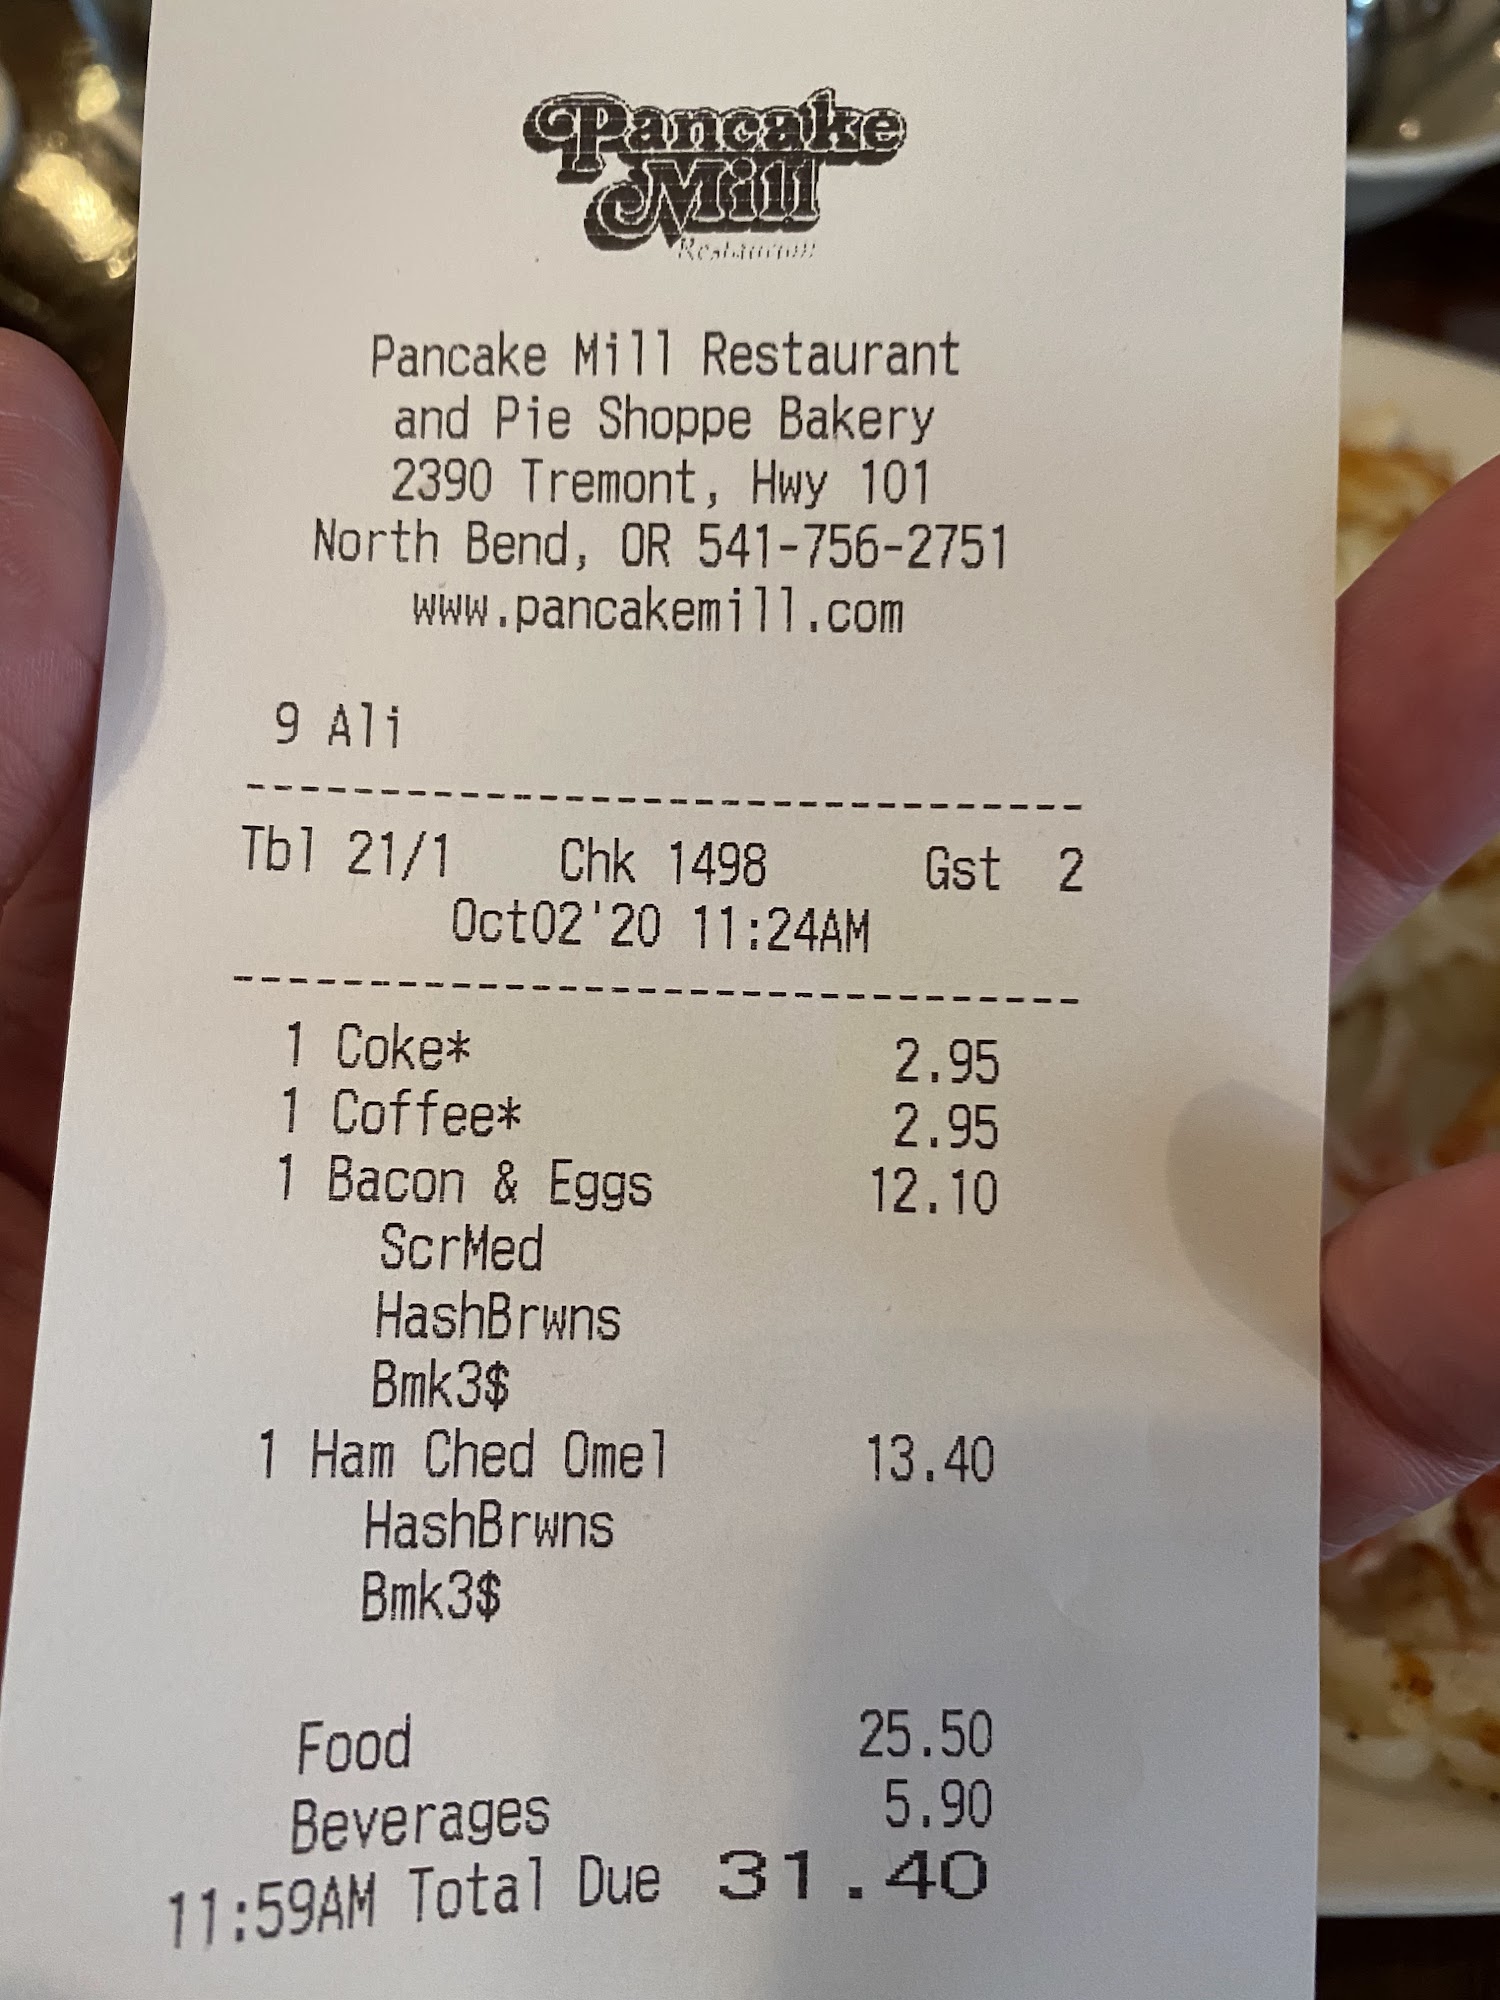 Pancake
Mill
Restaurant
Pancake Mill Restaurant
and Pie Shoppe Bakery
2390 Tremont, Hwy 101
North Bend, OR 541-756-2751
www.pancakemill.com
9 Ali
Tbl 21/1 Chk 1498 Gst 2
Oct02'20 11:24AM
1 Coke* 2.95
1 Coffee* 2.95
1 Bacon & Eggs 12.10
ScrMed
HashBrwns
Bmk3$
1 Ham Ched Omel 13.40
HashBrwns
Bmk3$
Food 25.50
Beverages 5.90
11:59AM Total Due 31.40